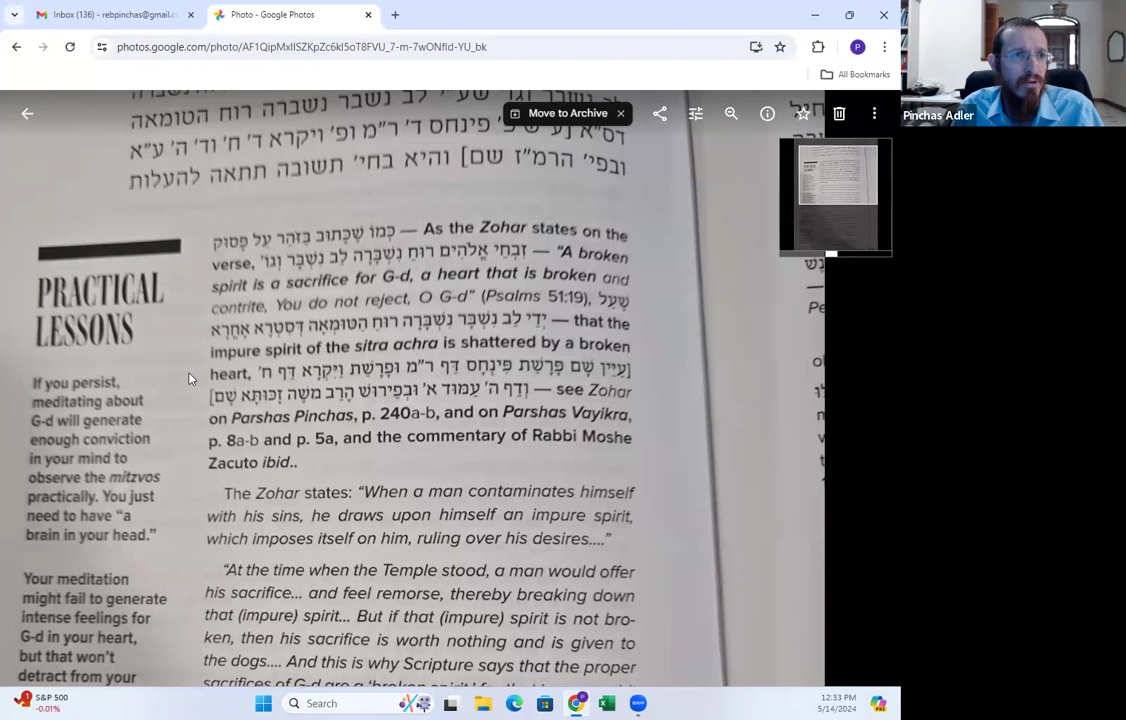 Inbox (136) - rebpinchas@gmail.c
Photo - Google Photos
photos.google.com/photo/AF1QipMxIlSZKpZc6kI5oT8FVU_7-m-7wONfId-YU_bk
All Bookmarks
Move to Archive
Pinchas Adler
לב נשבר נשברה רוח הטומאה
פינחס ד' ר"מ ופ' ויקרא ד' ח' וד' ה' ע"א
ובפי' הרמ"ז שם] והיא בחי' תשובה תתאה להעלות
כְּמוֹ שֶׁכָּתוּב בַּזֹּהַר עַל פָּסוּק — As the Zohar states on the
verse, זִבְחֵי אֱלֹהִים רוּחַ נִשְׁבָּרָה לֵב נִשְׁבָּר וְגוֹ', — “A broken
spirit is a sacrifice for G-d, a heart that is broken and
contrite, You do not reject, O G-d” (Psalms 51:19), שֶׁעַל
יְדֵי לֵב נִשְׁבָּר נִשְׁבְּרָה רוּחַ הַטּוּמְאָה דְּסִטְרָא אָחֳרָא — that the
impure spirit of the sitra achra is shattered by a broken
heart, [עַיֵּין שָׁם פָּרָשַׁת פִּינְחָס דַּף ר"מ וּפָרָשַׁת וַיִּקְרָא דַּף ח'
וְדַף ה' עַמּוּד א' וּבְפֵירוּשׁ הָרַב מֹשֶׁה זַכּוּתָא שָׁם] — see Zohar
on Parshas Pinchas, p. 240a-b, and on Parshas Vayikra,
p. 8a-b and p. 5a, and the commentary of Rabbi Moshe
Zacuto ibid..
The Zohar states: “When a man contaminates himself
with his sins, he draws upon himself an impure spirit,
which imposes itself on him, ruling over his desires....”
“At the time when the Temple stood, a man would offer
his sacrifice... and feel remorse, thereby breaking down
that (impure) spirit... But if that (impure) spirit is not bro-
ken, then his sacrifice is worth nothing and is given to
the dogs.... And this is why Scripture says that the proper
PRACTICAL
LESSONS
If you persist,
meditating about
G-d will generate
enough conviction
in your mind to
observe the mitzvos
practically. You just
need to have “a
brain in your head.”
Your meditation
might fail to generate
intense feelings for
G-d in your heart,
but that won’t
detract from your
S&P 500
-0.01%
Search
12:33 PM
5/14/2024